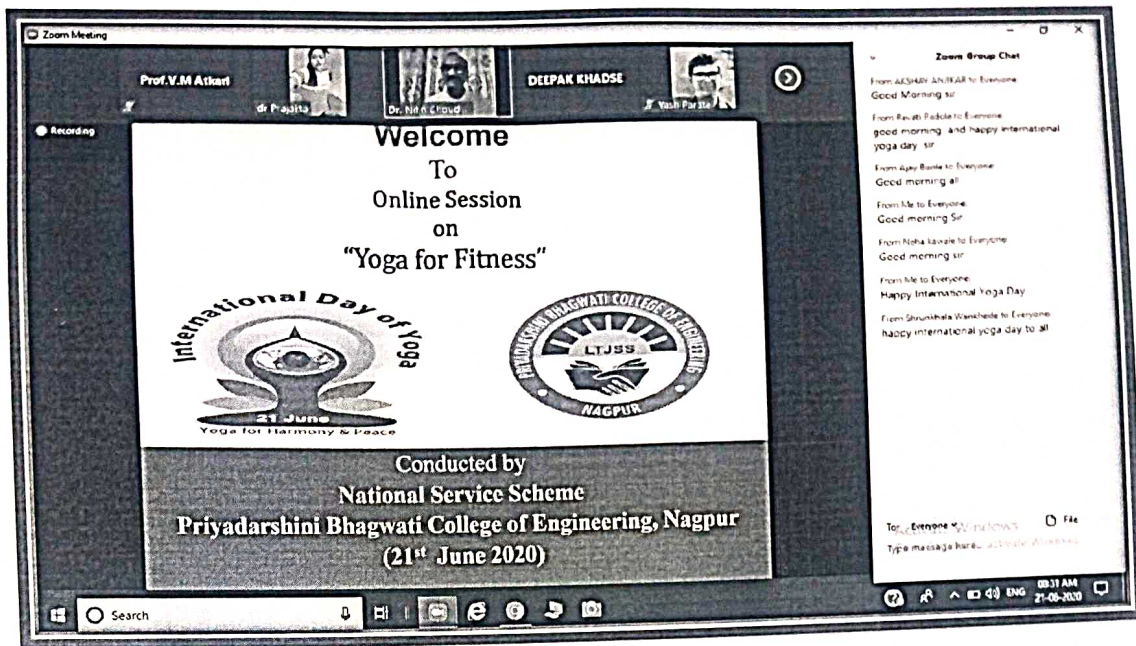 Zoom Meeting
Prof.V.M Atkari
dr Prajakta
Dr. Nitin Choud
DEEPAK KHADSE
Yash Parate
Recording
Welcome
To
Online Session
on
“Yoga for Fitness”
International Day of Yoga
21 June
Yoga for Harmony & Peace
PRIYADARSHINI BHAGWATI COLLEGE OF ENGINEERING
LTJSS
NAGPUR
Conducted by
National Service Scheme
Priyadarshini Bhagwati College of Engineering, Nagpur
(21st June 2020)
Zoom Group Chat
From AKSHAY to Everyone
Good Morning sir
From Revati Padole to Everyone
good morning and happy international
yoga day sir
From Ajay to Everyone
Good morning all
From Me to Everyone:
Good morning Sir
From Neha kawale to Everyone
Good morning sir
From Me to Everyone:
Happy International Yoga Day
From Shrunkhala Wankhede to Everyone:
happy international yoga day to all
To: Everyone
File
Type message here...
Search
ENG
08:31 AM
21-06-2020